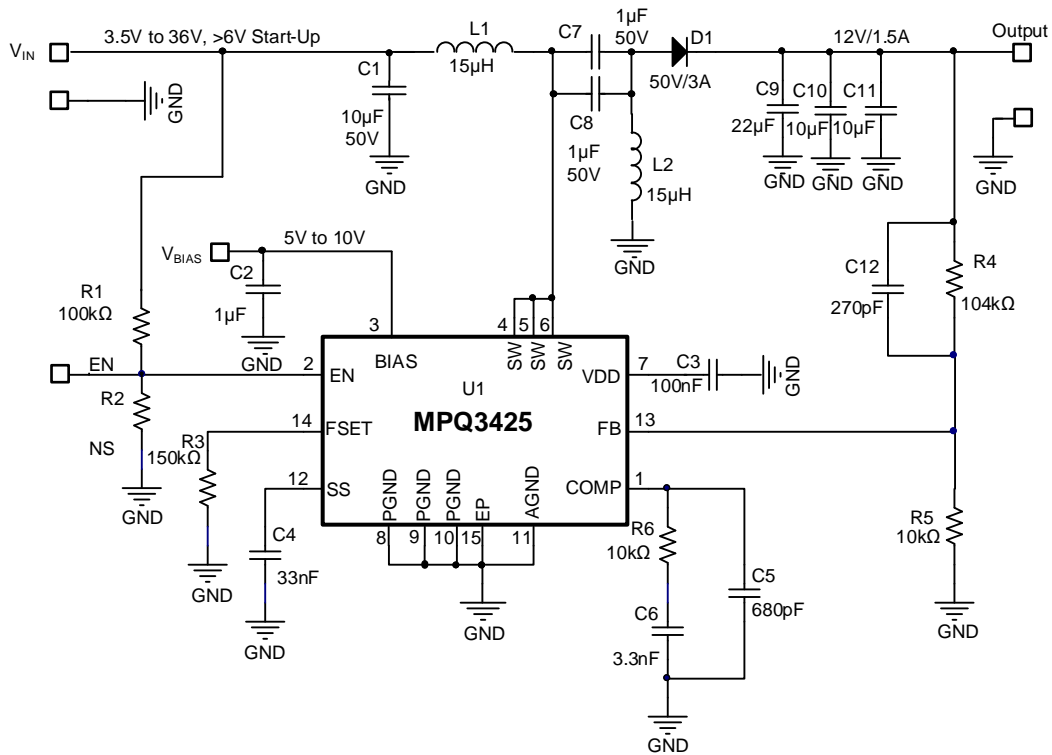 3.5V to 36V, >6V Start-Up
L1
C7
1µF
50V
D1
12V/1.5A
Output
VIN
15µH
C1
10µF
50V
GND
GND
C8
1µF
50V
50V/3A
L2
15µH
GND
C9
22µF
GND
C10
10µF
GND
C11
10µF
GND
GND
VBIAS
5V to 10V
C2
1µF
GND
C12
270pF
R4
104kΩ
R1
100kΩ
EN
R2
NS
GND
3
BIAS
4
5
6
SW
SW
SW
2
EN
U1
MPQ3425
VDD
7
C3
100nF
GND
14
FSET
R3
150kΩ
GND
FB
13
12
SS
C4
33nF
GND
COMP
1
PGND
PGND
PGND
EP
AGND
8
9
10
15
11
GND
R6
10kΩ
C5
680pF
C6
3.3nF
GND
R5
10kΩ
GND